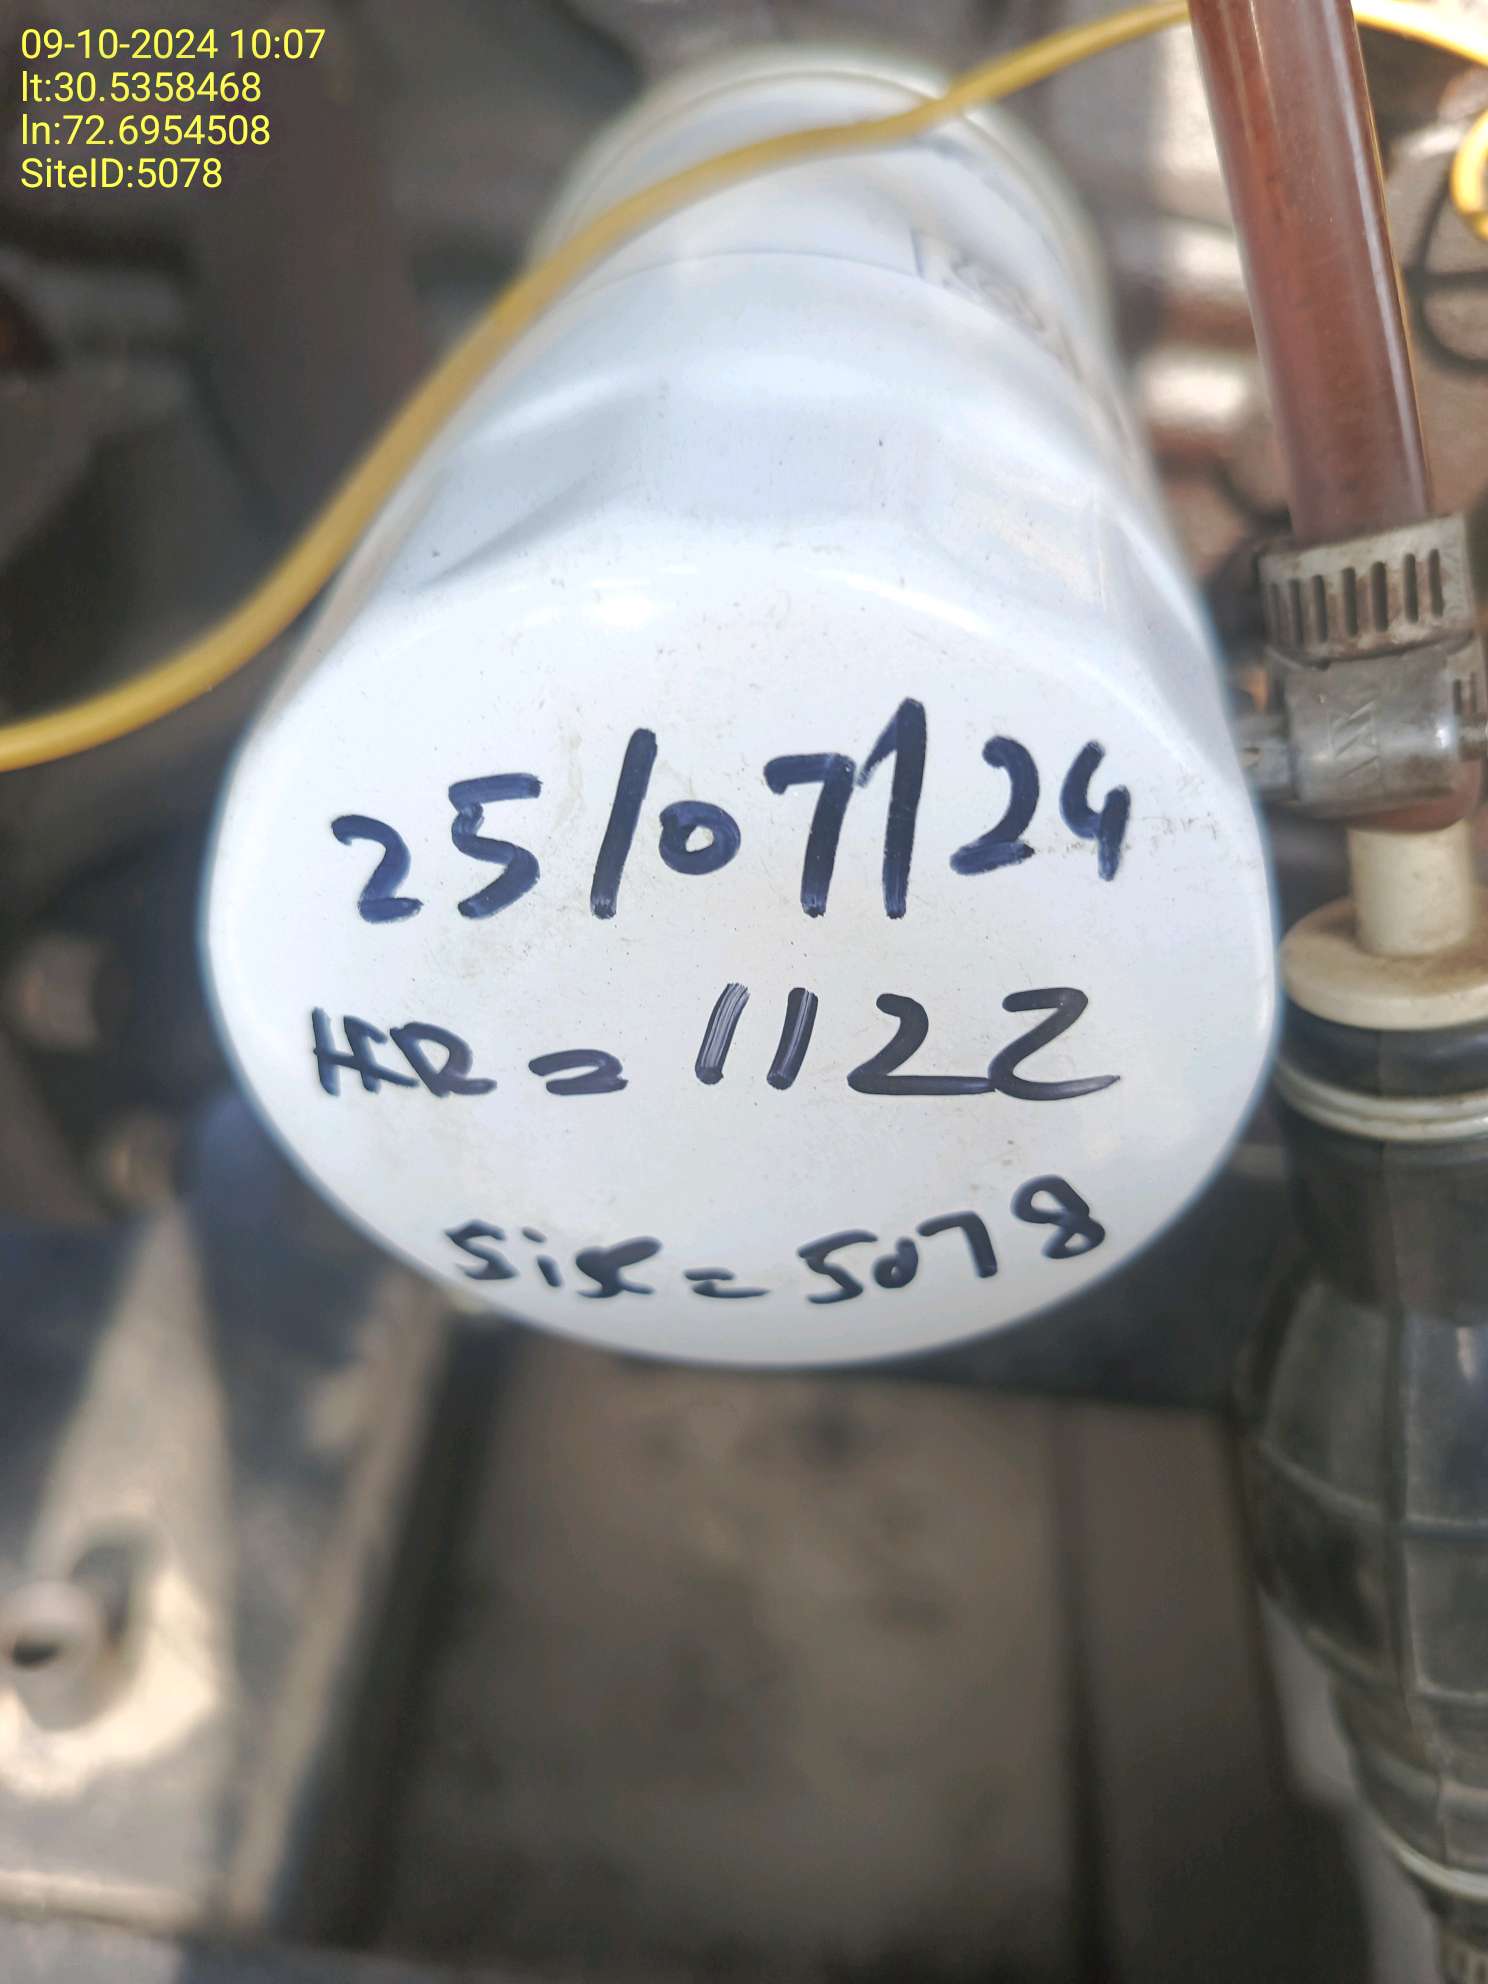 09-10-2024 10:07
lt:30.5358468
ln:72.6954508
SiteID:5078
25/07/24
HR = 1122
= 5078